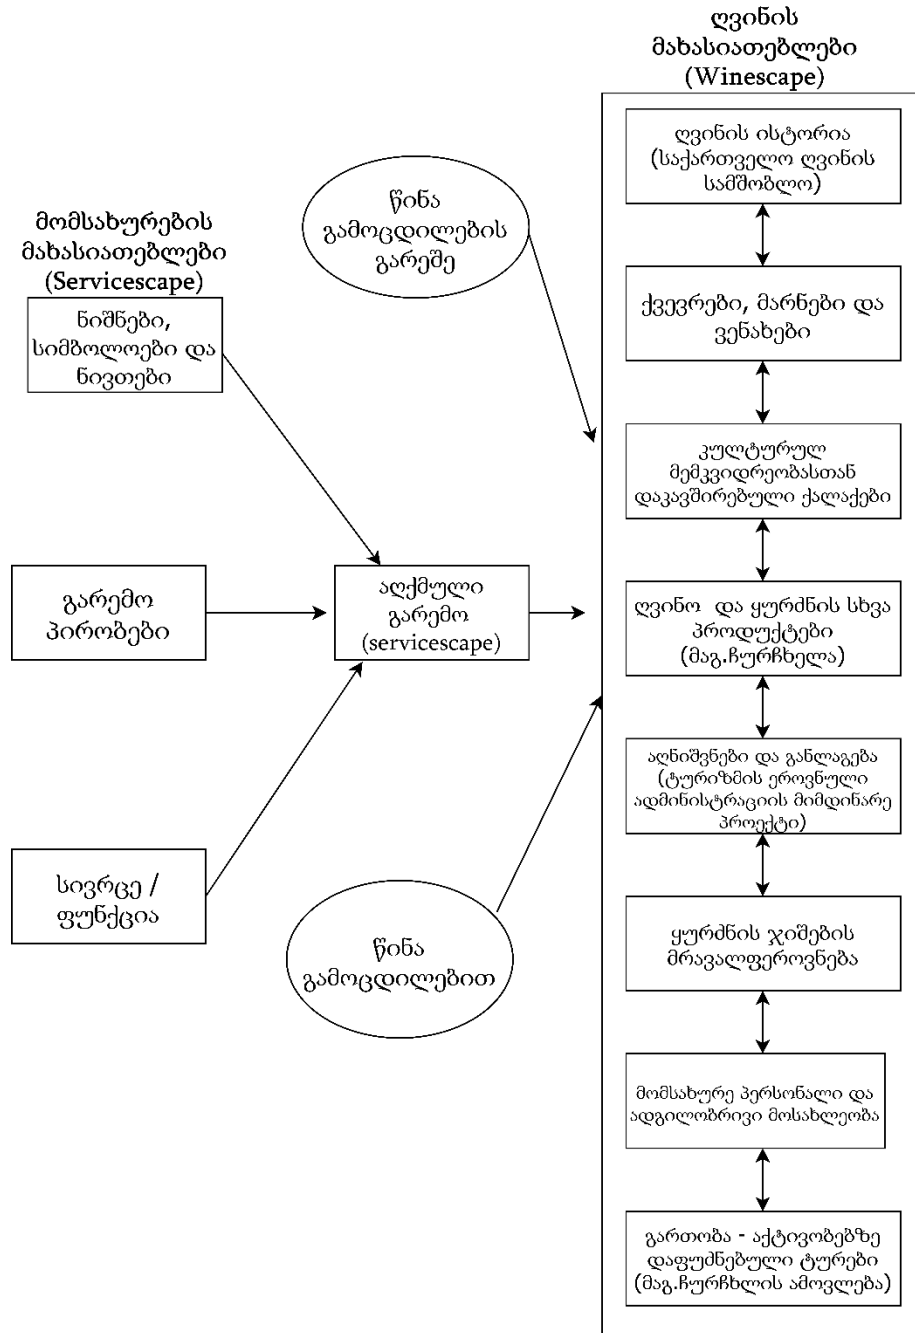 ღვინის
მახასიათებლები
(Winescape)
ღვინის ისტორია
(საქართველო ღვინის
სამშობლო)
წინა
გამოცდილების
გარეშე
მომსახურების
მახასიათებლები
(Servicescape)
ნიშნები,
სიმბოლოები და
ნივთები
ქვევრები, მარნები და
ვენახები
კულტურულ
მემკვიდრეობასთან
დაკავშირებული ქალაქები
გარემო
პირობები
აღქმული
გარემო
(servicescape)
ღვინო და ყურძნის სხვა
პროდუქტები
(მაგ.ჩურჩხელა)
აღნიშვნები და განლაგება
(ტურიზმის ეროვნული
ადმინისტრაციის მიმდინარე
პროექტი)
სივრცე /
ფუნქცია
წინა
გამოცდილებით
ყურძნის ჯიშების
მრავალფეროვნება
მომსახურე პერსონალი და
ადგილობრივი მოსახლეობა
გართობა - აქტივობებზე
დაფუძნებული ტურები
(მაგ.ჩურჩხლის ამოვლება)